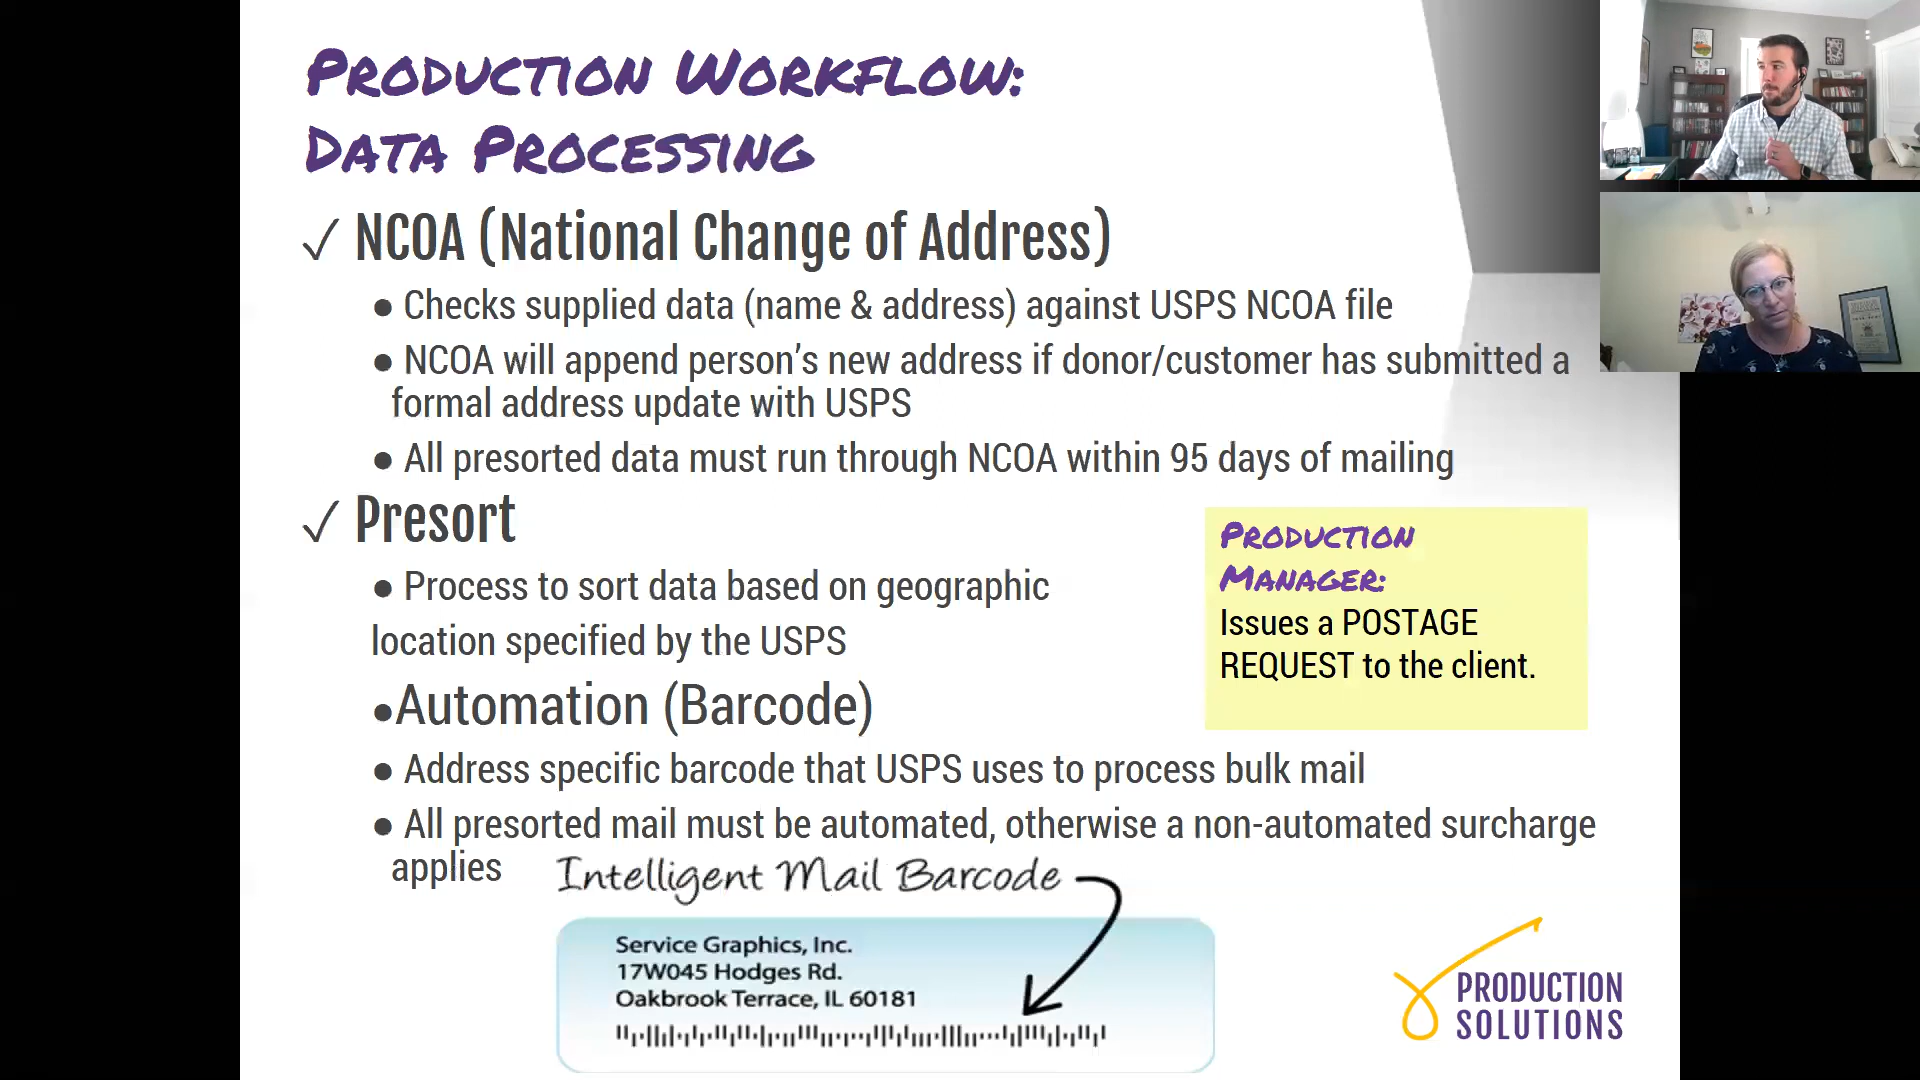 Production Workflow:
Data Processing
✓ NCOA (National Change of Address)
● Checks supplied data (name & address) against USPS NCOA file
● NCOA will append person’s new address if donor/customer has submitted a
formal address update with USPS
● All presorted data must run through NCOA within 95 days of mailing
✓ Presort
● Process to sort data based on geographic
location specified by the USPS
●Automation (Barcode)
● Address specific barcode that USPS uses to process bulk mail
● All presorted mail must be automated, otherwise a non-automated surcharge
applies
Production
Manager:
Issues a POSTAGE
REQUEST to the client.
Intelligent Mail Barcode
Service Graphics, Inc.
17W045 Hodges Rd.
Oakbrook Terrace, IL 60181
PRODUCTION
SOLUTIONS